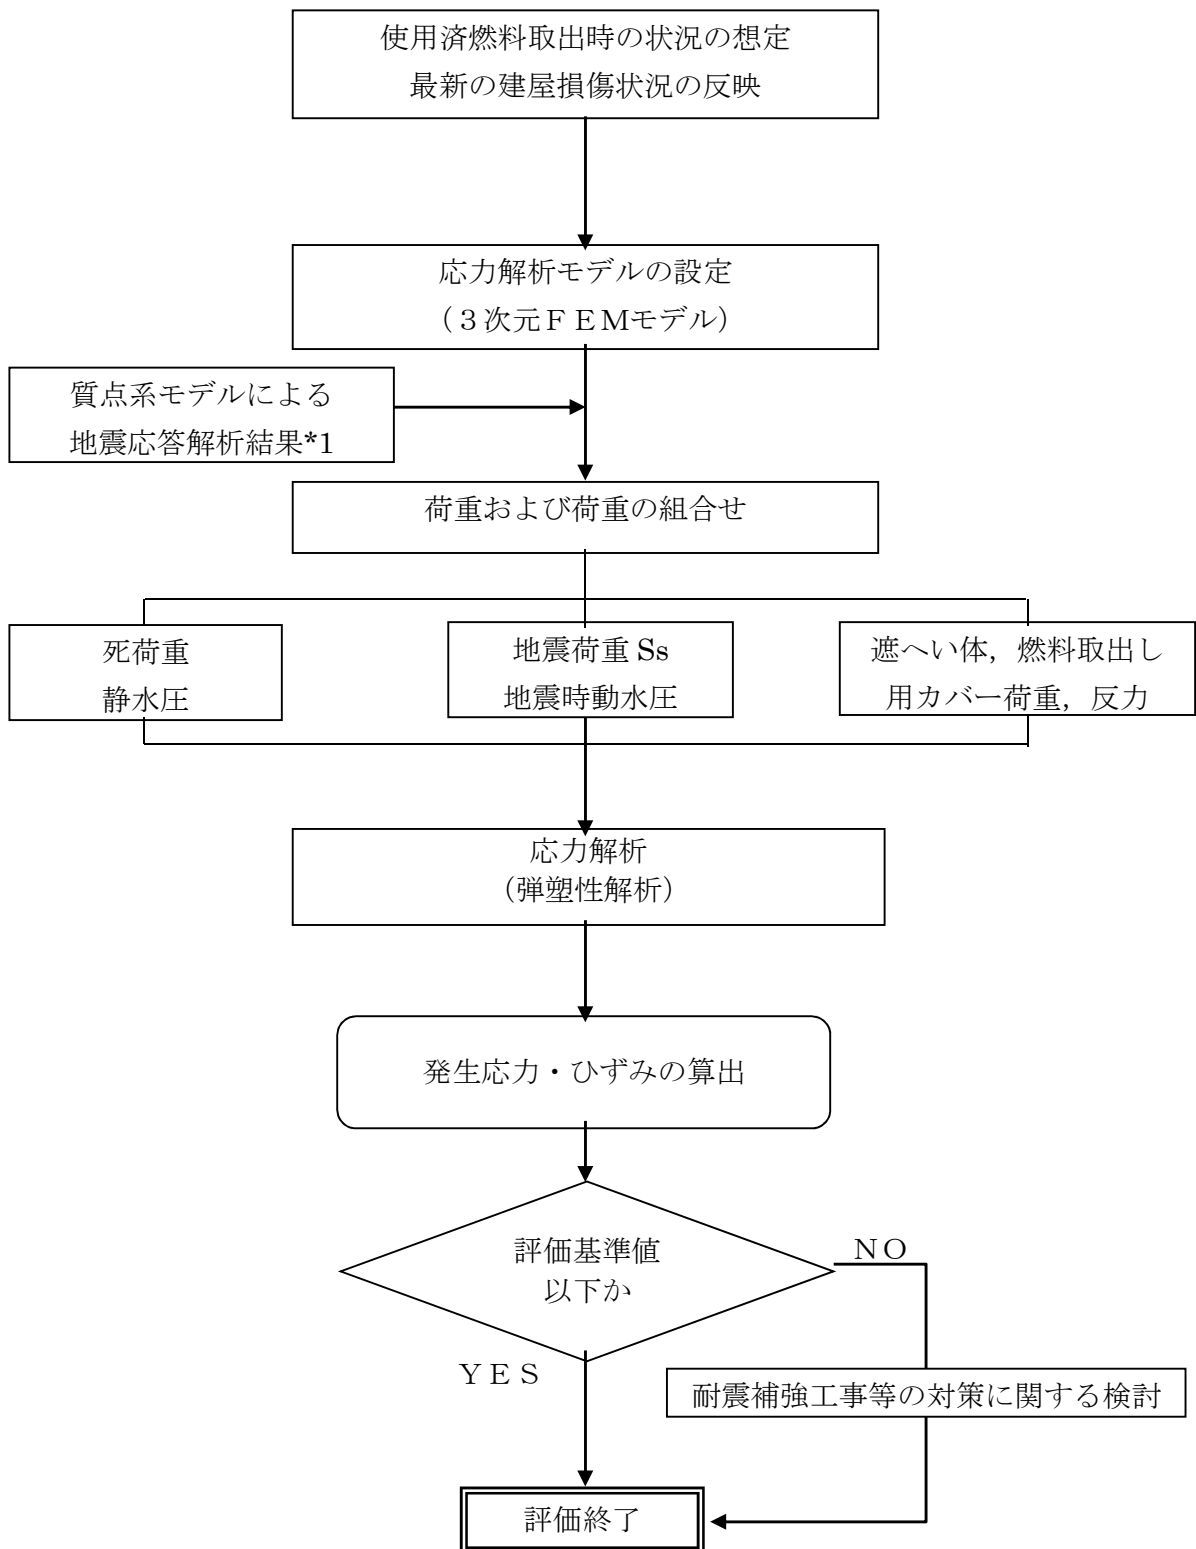 使用済燃料取出時の状況の想定
最新の建屋損傷状況の反映
応力解析モデルの設定
（３次元ＦＥＭモデル）
質点系モデルによる
地震応答解析結果*1
荷重および荷重の組合せ
死荷重
静水圧
地震荷重 Ss
地震時動水圧
遮へい体，燃料取出し
用カバー荷重，反力
応力解析
（弾塑性解析）
発生応力・ひずみの算出
評価基準値
以下か
ＮＯ
ＹＥＳ
耐震補強工事等の対策に関する検討
評価終了